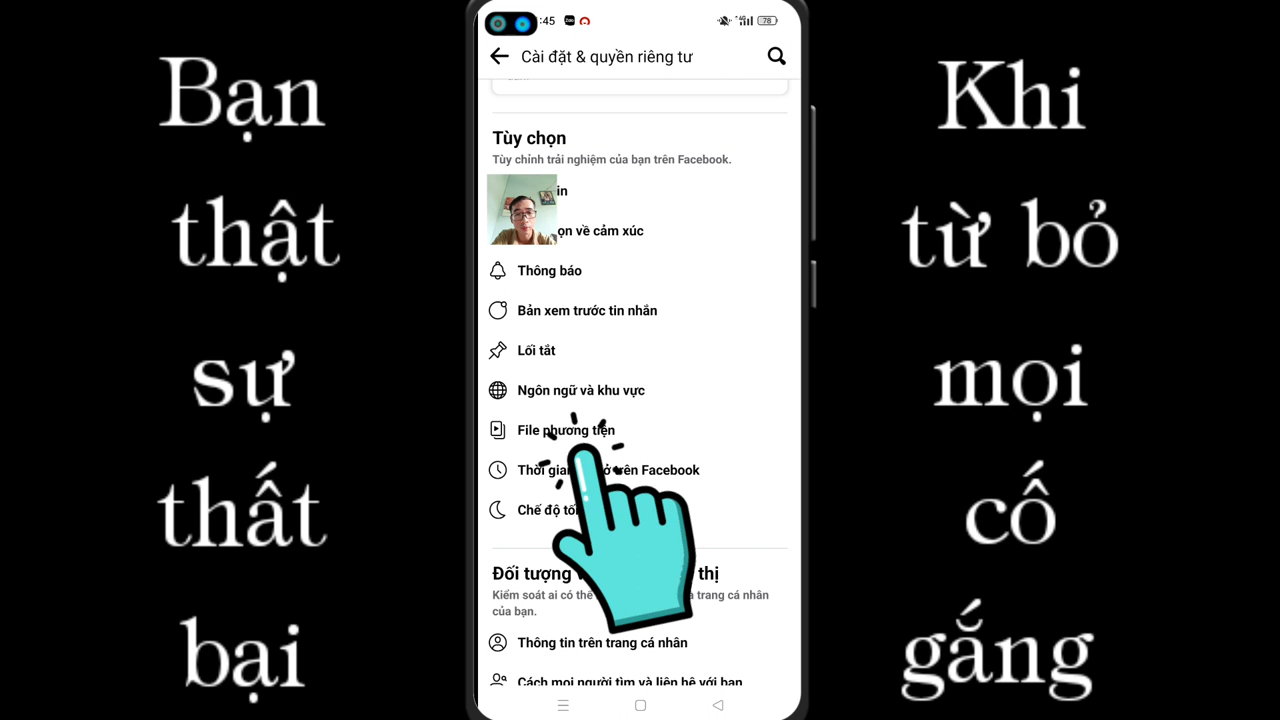 Bạn
thật
sự
thất
bại
:45
Zalo
4G
78
Cài đặt & quyền riêng tư
Tùy chọn
Tùy chỉnh trải nghiệm của bạn trên Facebook.
in
ọn về cảm xúc
Thông báo
Bản xem trước tin nhắn
Lối tắt
Ngôn ngữ và khu vực
File phương tiện
Thời gia ở trên Facebook
Chế độ tố
Đối tượng thị
Kiểm soát ai có thể a trang cá nhân
của bạn.
Thông tin trên trang cá nhân
Cách mọi người tìm và liên hệ với bạn
Khi
từ bỏ
mọi
cố
gắng